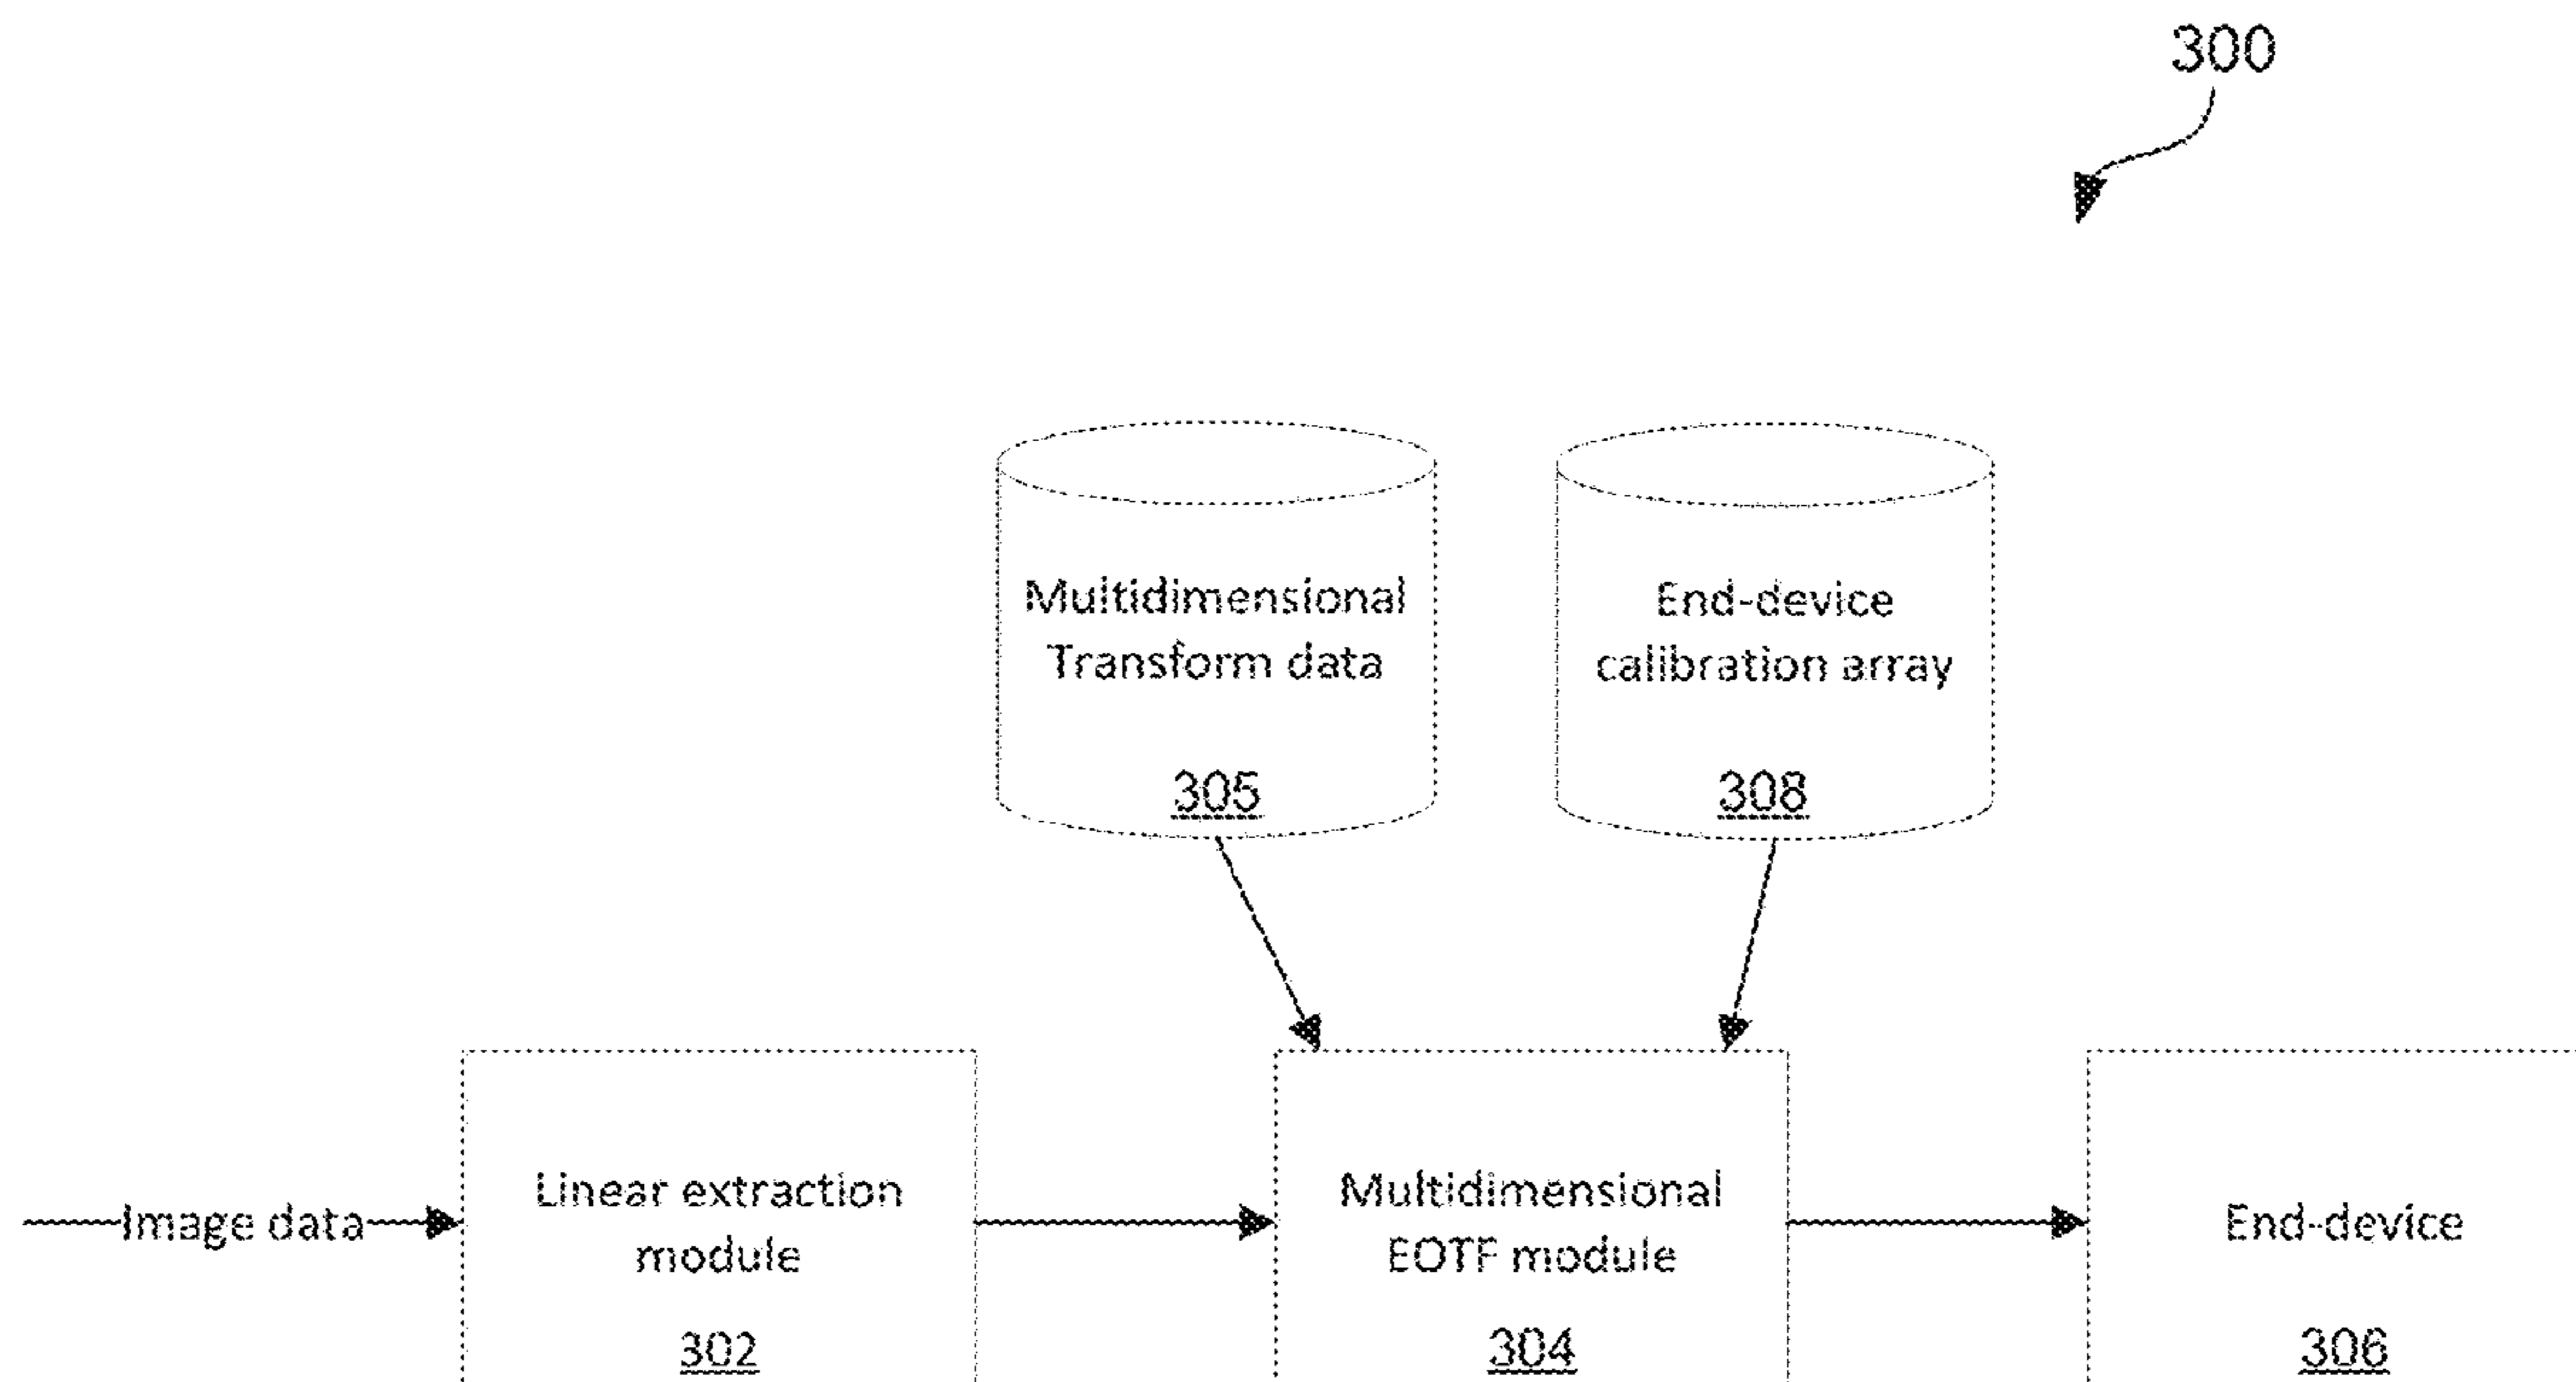 300
Multidimensional
Transform data
305
End-device
calibration array
308
Image data
Linear extraction
module
302
Multidimensional
EOTF module
304
End-device
306